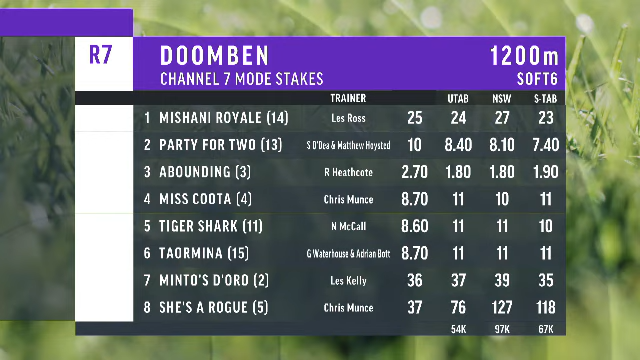 R7 DOOMBEN 1200m
CHANNEL 7 MODE STAKES SOFT6
TRAINER UTAB NSW S-TAB
1 MISHANI ROYALE (14) Les Ross 25 24 27 23
2 PARTY FOR TWO (13) S O'Dea & Matthew Hoysted 10 8.40 8.10 7.40
3 ABOUNDING (3) R Heathcote 2.70 1.80 1.80 1.90
4 MISS COOTA (4) Chris Munce 8.70 11 10 11
5 TIGER SHARK (11) N McCall 8.60 11 11 10
6 TAORMINA (15) G Waterhouse & Adrian Bott 8.70 11 11 11
7 MINTO'S D'ORO (2) Les Kelly 36 37 39 35
8 SHE'S A ROGUE (5) Chris Munce 37 76 127 118
54K 97K 67K